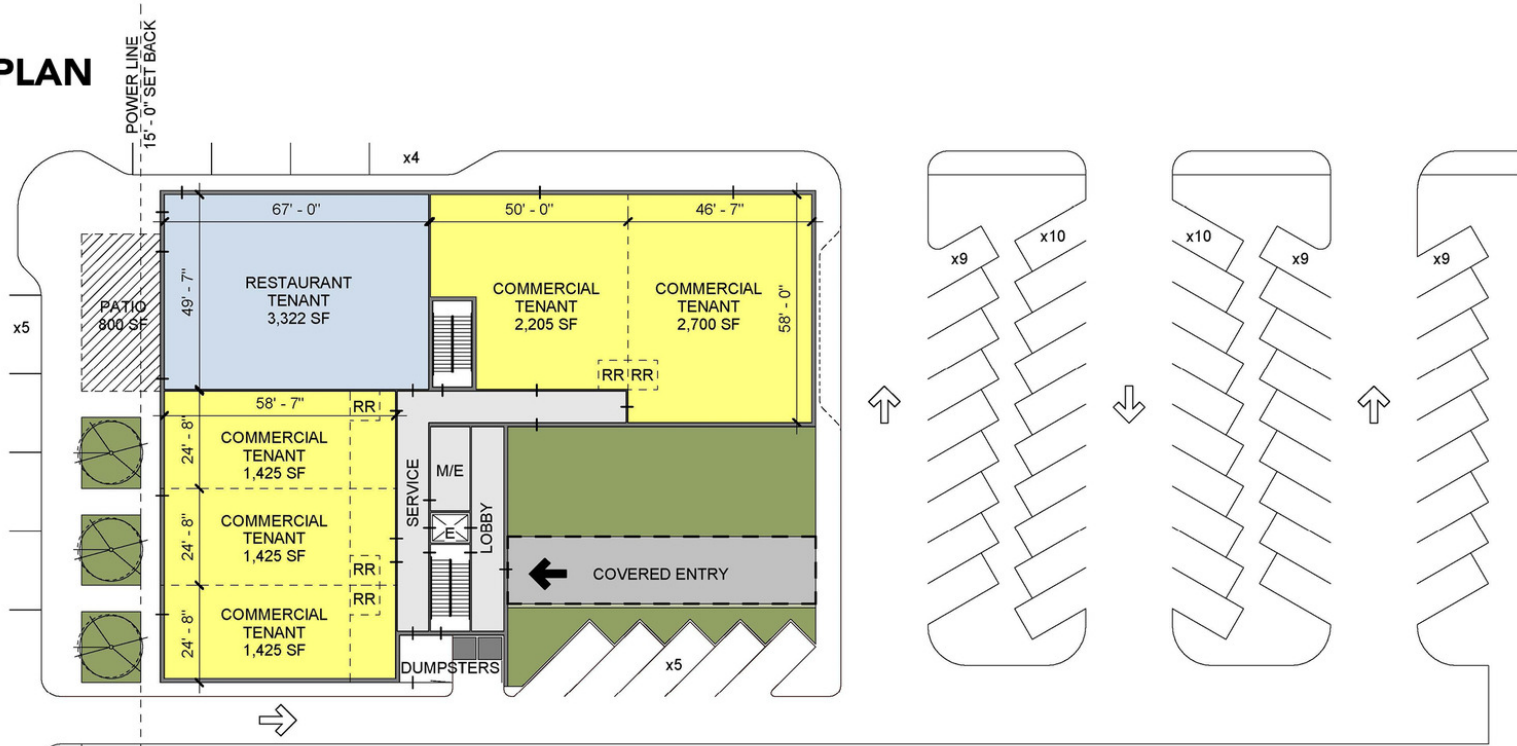 PLAN
POWER LINE
15' - 0" SET BACK
x4
67' - 0"
50' - 0"
46' - 7"
49' - 7"
RESTAURANT
TENANT
3,322 SF
COMMERCIAL
TENANT
2,205 SF
COMMERCIAL
TENANT
2,700 SF
58' - 0"
PATIO
800 SF
x5
RR
RR
x9
x10
x10
x9
x9
58' - 7"
RR
24' - 8"
COMMERCIAL
TENANT
1,425 SF
24' - 8"
COMMERCIAL
TENANT
1,425 SF
RR
24' - 8"
COMMERCIAL
TENANT
1,425 SF
RR
SERVICE
M/E
E
LOBBY
COVERED ENTRY
DUMPSTERS
x5